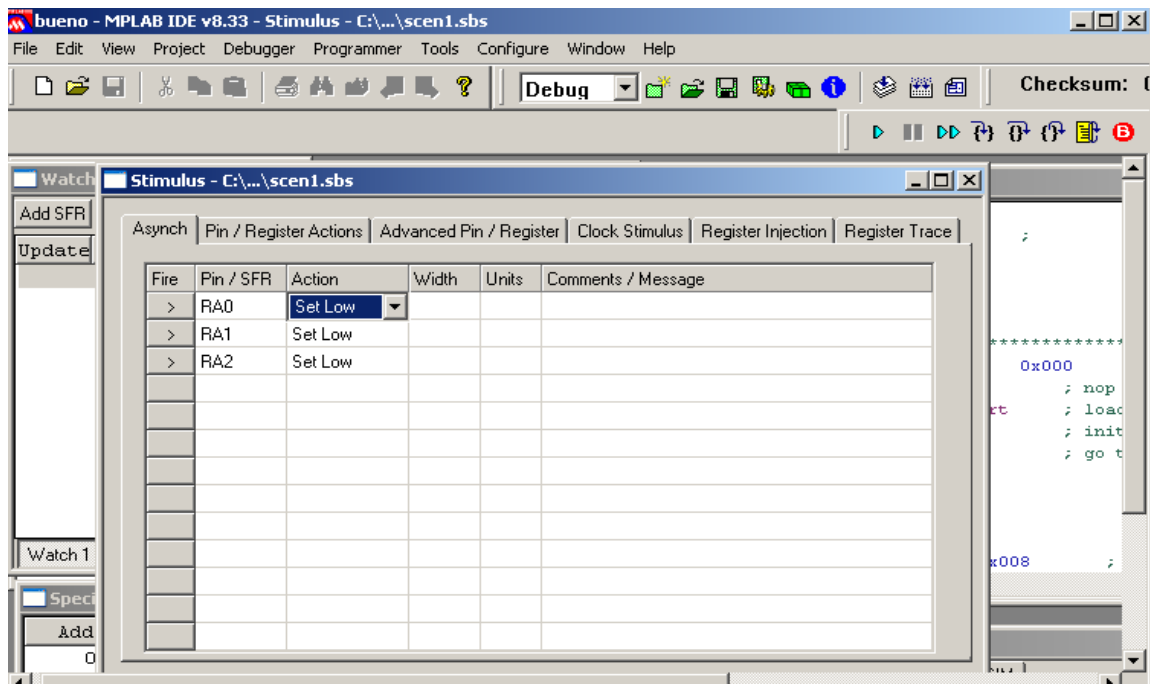 bueno - MPLAB IDE v8.33 - Stimulus - C:\...\scen1.sbs
File Edit View Project Debugger Programmer Tools Configure Window Help
Debug Checksum:
Watch
Stimulus - C:\...\scen1.sbs
Add SFR
Asynch Pin / Register Actions Advanced Pin / Register Clock Stimulus Register Injection Register Trace
;
Update
Fire Pin / SFR Action Width Units Comments / Message
> RA0 Set Low
> RA1 Set Low
> RA2 Set Low
*************
0x000
; nop
rt ; load
; init
; go t
Watch 1
x008 ;
Speci
Add
0